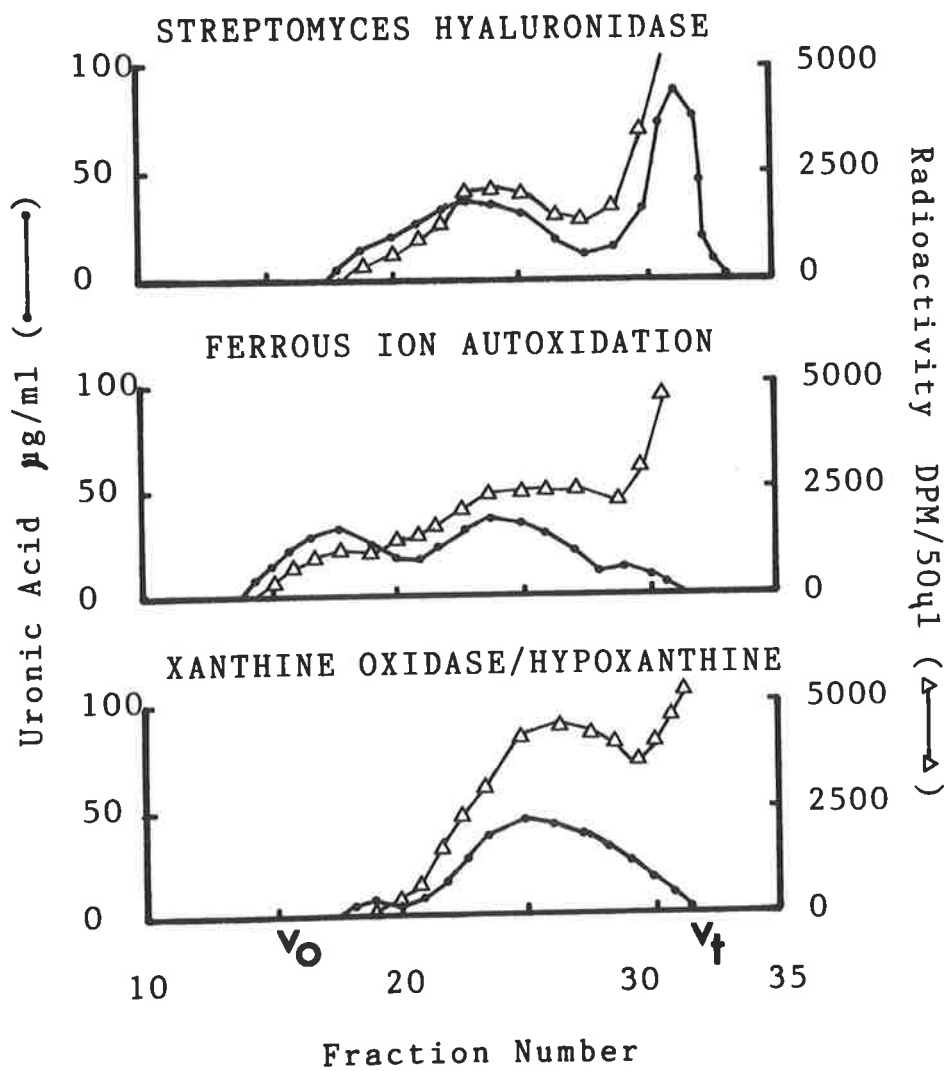 STREPTOMYCES HYALURONIDASE
100
50
0
5000
2500
0
FERROUS ION AUTOXIDATION
100
50
0
5000
2500
0
XANTHINE OXIDASE/HYPOXANTHINE
100
50
0
5000
2500
0
Vo
Vt
10
20
30
35
Fraction Number
Uronic Acid µg/ml ( )
Radioactivity DPM/50ul ( )